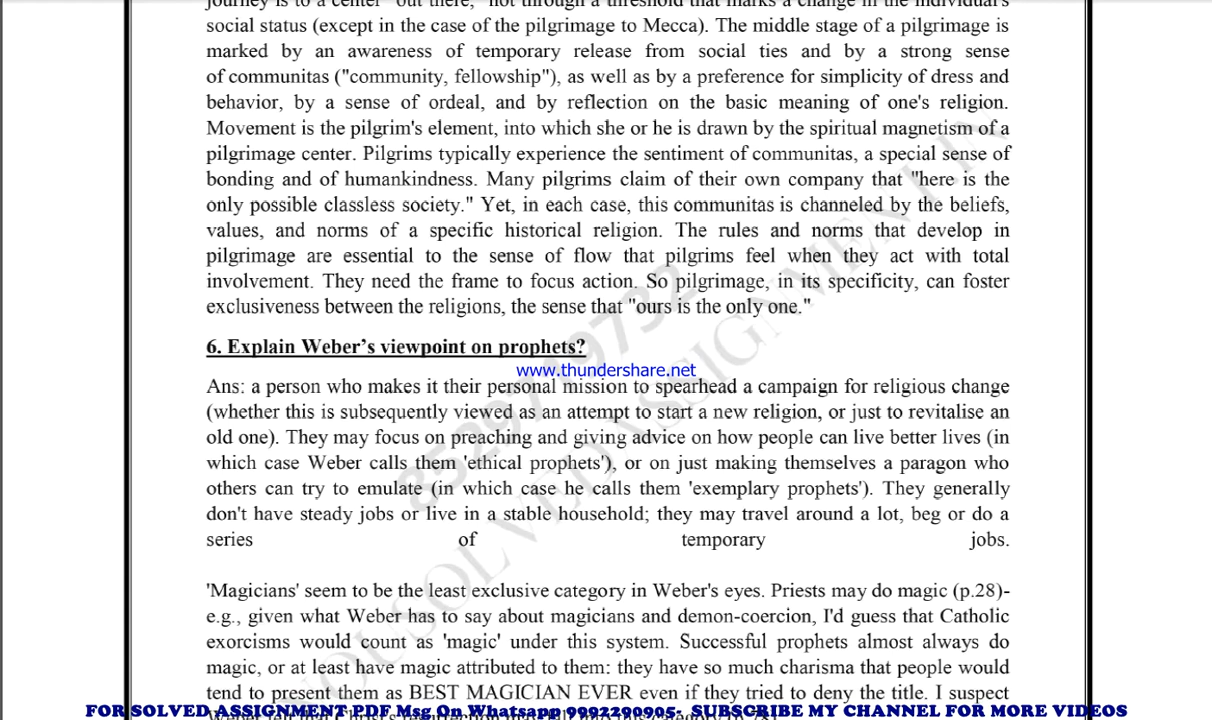 journey is to a center "out there," not through a threshold that marks a change in the individual's
social status (except in the case of the pilgrimage to Mecca). The middle stage of a pilgrimage is
marked by an awareness of temporary release from social ties and by a strong sense
of communitas ("community, fellowship"), as well as by a preference for simplicity of dress and
behavior, by a sense of ordeal, and by reflection on the basic meaning of one's religion.
Movement is the pilgrim's element, into which she or he is drawn by the spiritual magnetism of a
pilgrimage center. Pilgrims typically experience the sentiment of communitas, a special sense of
bonding and of humankindness. Many pilgrims claim of their own company that "here is the
only possible classless society." Yet, in each case, this communitas is channeled by the beliefs,
values, and norms of a specific historical religion. The rules and norms that develop in
pilgrimage are essential to the sense of flow that pilgrims feel when they act with total
involvement. They need the frame to focus action. So pilgrimage, in its specificity, can foster
exclusiveness between the religions, the sense that "ours is the only one."
6. Explain Weber's viewpoint on prophets?
www.thundershare.net
Ans: a person who makes it their personal mission to spearhead a campaign for religious change
(whether this is subsequently viewed as an attempt to start a new religion, or just to revitalise an
old one). They may focus on preaching and giving advice on how people can live better lives (in
which case Weber calls them 'ethical prophets'), or on just making themselves a paragon who
others can try to emulate (in which case he calls them 'exemplary prophets'). They generally
don't have steady jobs or live in a stable household; they may travel around a lot, beg or do a
series of temporary jobs.
'Magicians' seem to be the least exclusive category in Weber's eyes. Priests may do magic (p.28)-
e.g., given what Weber has to say about magicians and demon-coercion, I'd guess that Catholic
exorcisms would count as 'magic' under this system. Successful prophets almost always do
magic, or at least have magic attributed to them: they have so much charisma that people would
tend to present them as BEST MAGICIAN EVER even if they tried to deny the title. I suspect
FOR SOLVED ASSIGNMENT PDF Msg On Whatsapp 9992290905- SUBSCRIBE MY CHANNEL FOR MORE VIDEOS